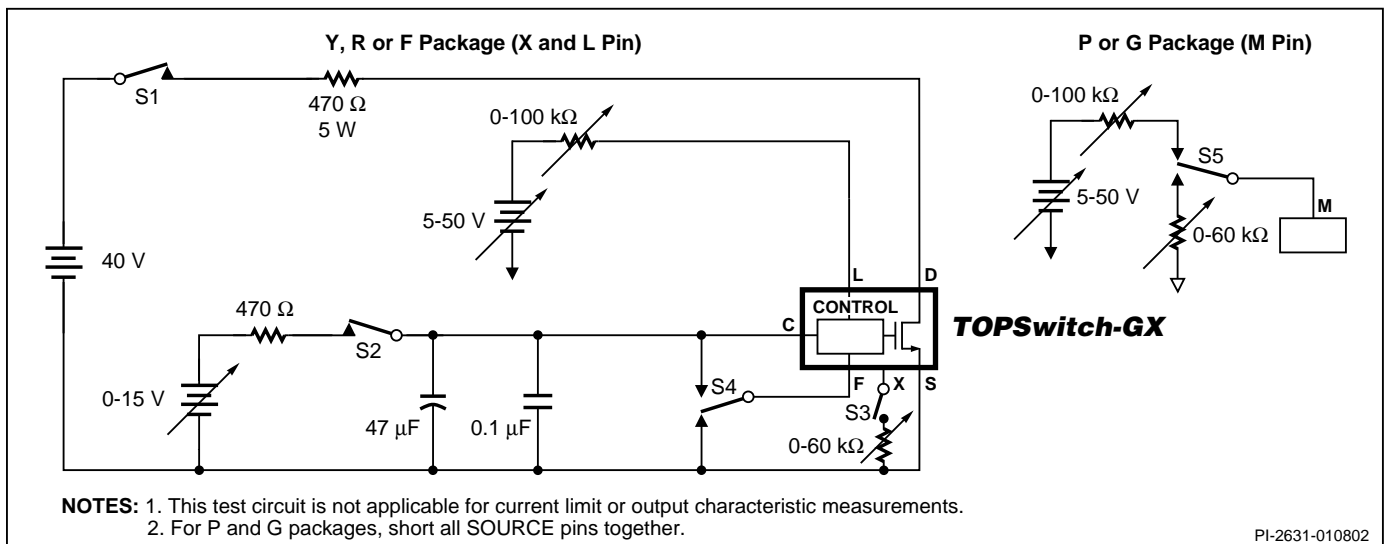 Y, R or F Package (X and L Pin)
P or G Package (M Pin)
S1
470 Ω
5 W
0-100 kΩ
5-50 V
40 V
0-100 kΩ
S5
5-50 V
M
0-60 kΩ
L
D
CONTROL
C
TOPSwitch-GX
470 Ω
S2
0-15 V
47 µF
0.1 µF
S4
F
X
S
S3
0-60 kΩ
NOTES: 1. This test circuit is not applicable for current limit or output characteristic measurements.
2. For P and G packages, short all SOURCE pins together.
PI-2631-010802